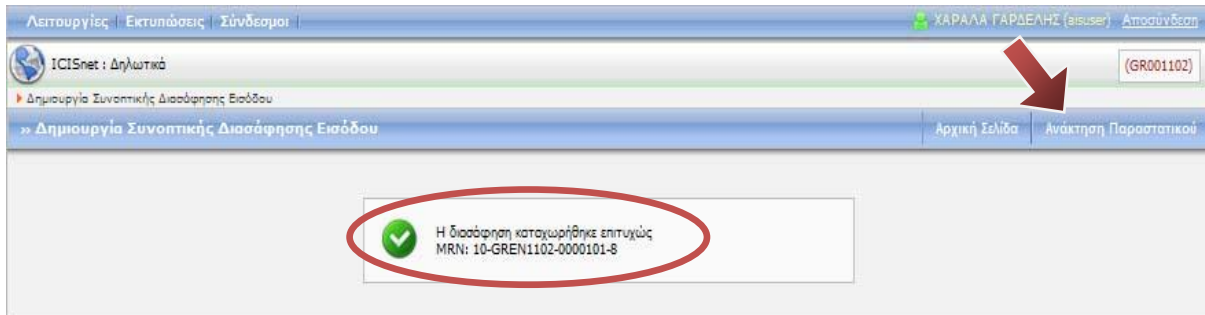 Λειτουργίες | Εκτυπώσεις | Σύνδεσμοι | ΧΑΡΑΛΑ ΓΑΡΔΕΛΗΣ (aisuser) Αποσύνδεση
ICISnet : Δηλωτικά (GR001102)
Δημιουργία Συνοπτικής Διασάφησης Εισόδου
» Δημιουργία Συνοπτικής Διασάφησης Εισόδου Αρχική Σελίδα Ανάκτηση Παραστατικού
Η διασάφηση καταχωρήθηκε επιτυχώς
MRN: 10-GREN1102-0000101-8